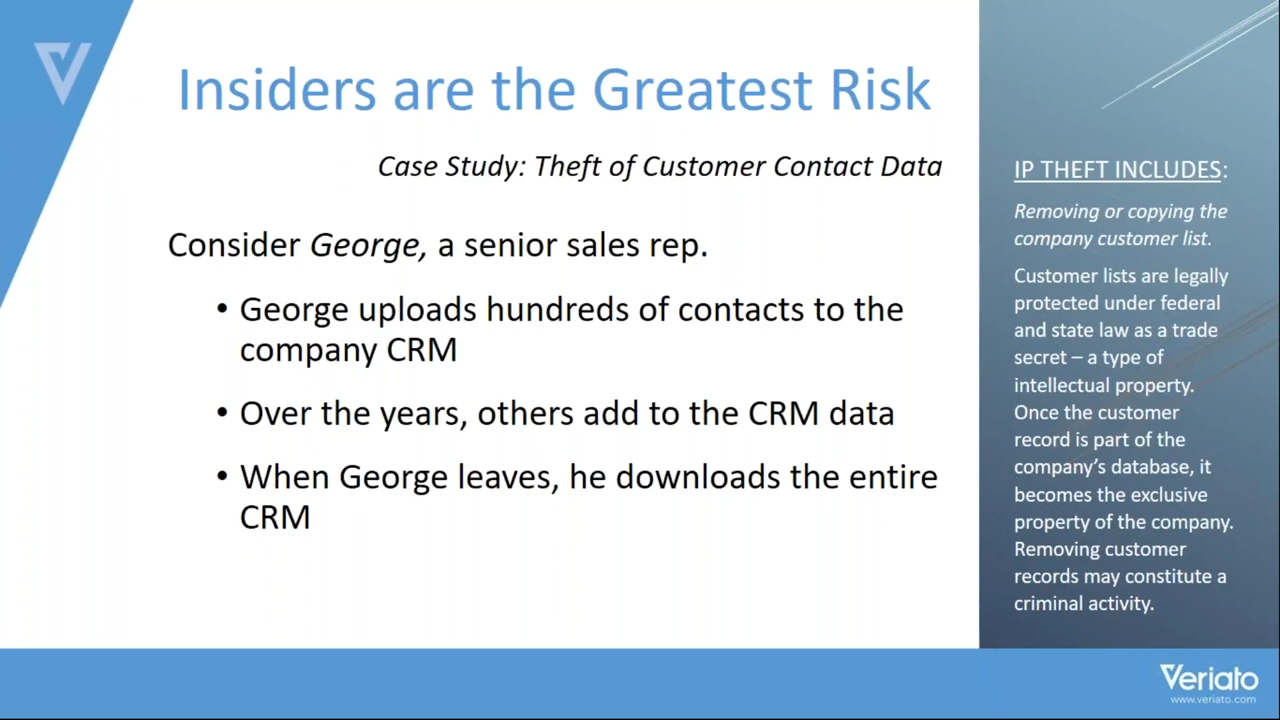 Insiders are the Greatest Risk
Case Study: Theft of Customer Contact Data
Consider George, a senior sales rep.
• George uploads hundreds of contacts to the
company CRM
• Over the years, others add to the CRM data
• When George leaves, he downloads the entire
CRM
IP THEFT INCLUDES:
Removing or copying the
company customer list.
Customer lists are legally
protected under federal
and state law as a trade
secret – a type of
intellectual property.
Once the customer
record is part of the
company’s database, it
becomes the exclusive
property of the company.
Removing customer
records may constitute a
criminal activity.
Veriato
www.veriato.com